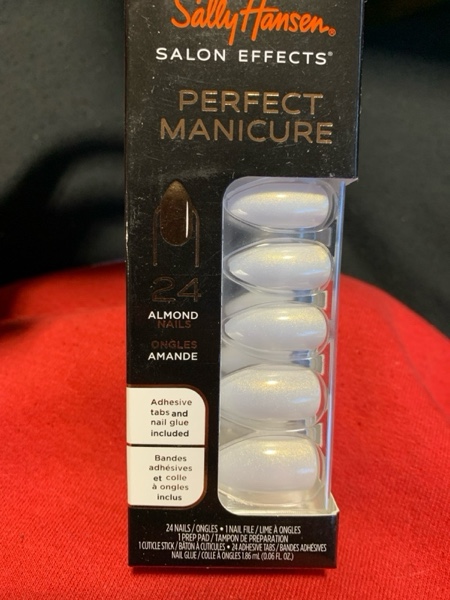 Sally Hansen®
SALON EFFECTS®
PERFECT
MANICURE
24
ALMOND
NAILS
ONGLES
AMANDE
Adhesive
tabs and
nail glue
included
Bandes
adhésives
et colle
à ongles
inclus
24 NAILS / ONGLES • 1 NAIL FILE / LIME À ONGLES
1 PREP PAD / TAMPON DE PRÉPARATION
1 CUTICLE STICK / BÂTON À CUTICULES • 24 ADHESIVE TABS / BANDES ADHÉSIVES
NAIL GLUE / COLLE À ONGLES 1.86 mL (0.06 FL. OZ.)